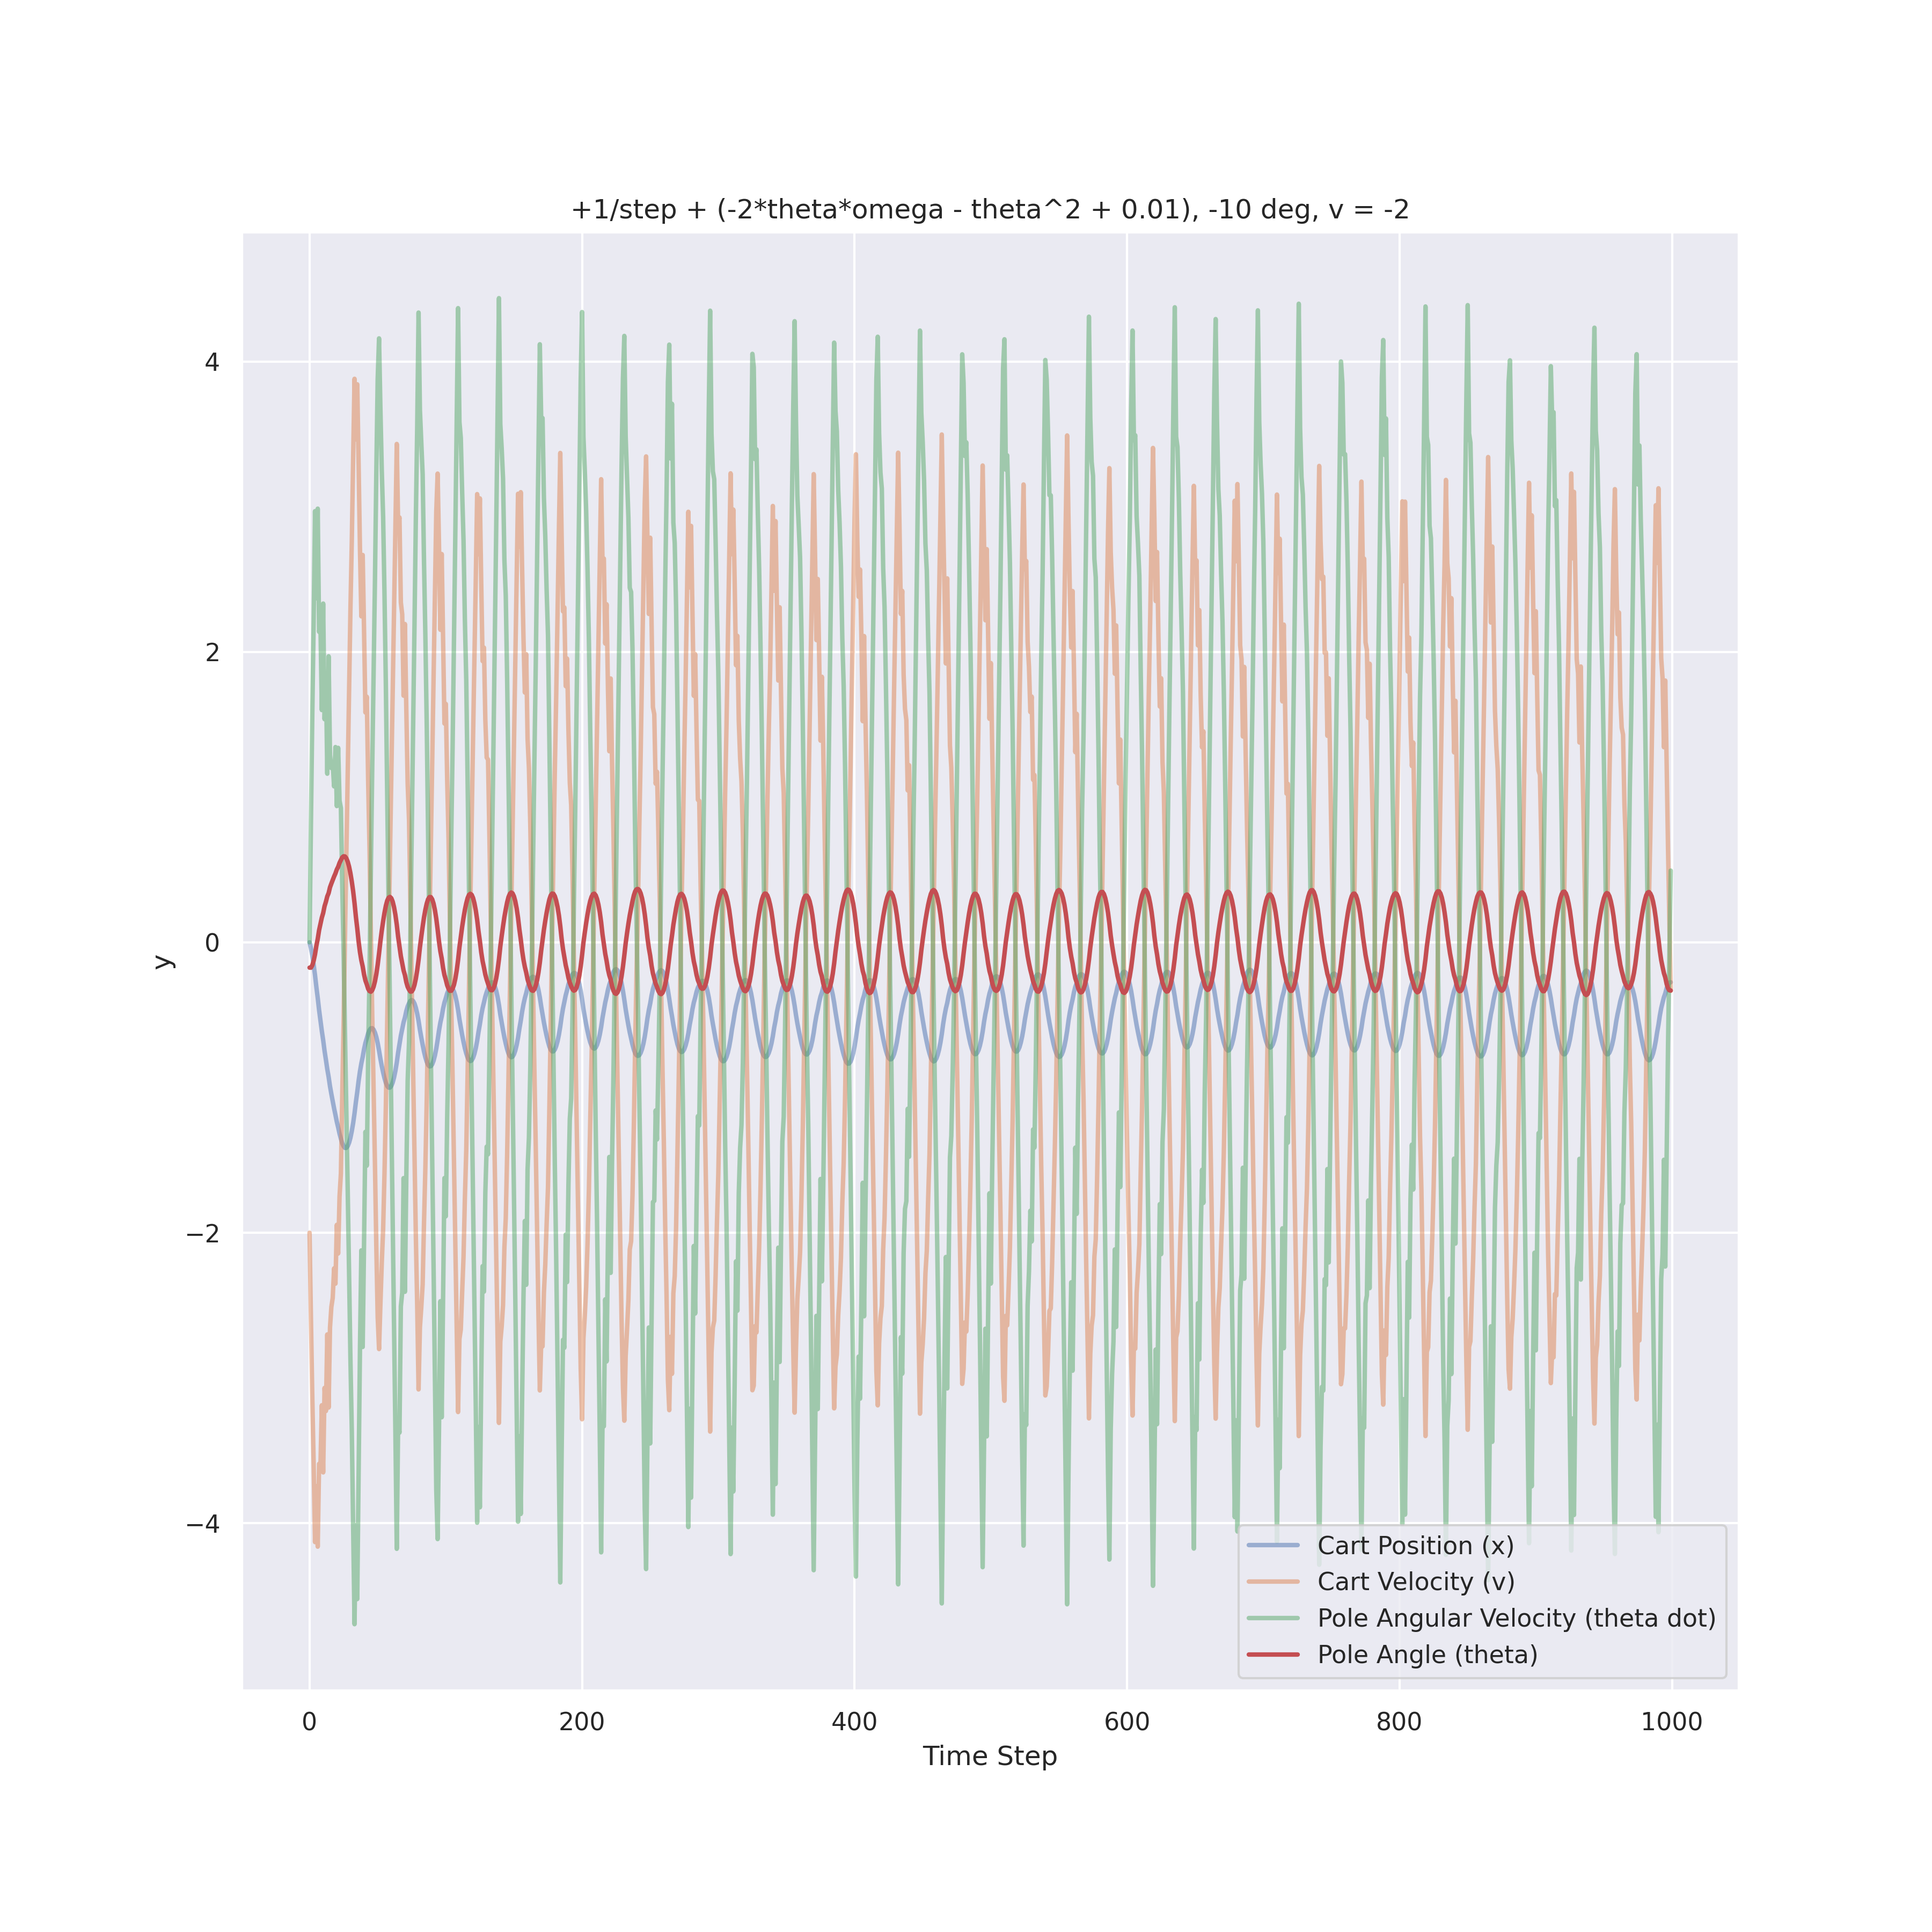 +1/step + (-2*theta*omega - theta^2 + 0.01), -10 deg, v = -2
4
2
0
−2
−4
y
0 200 400 600 800 1000
Time Step
Cart Position (x)
Cart Velocity (v)
Pole Angular Velocity (theta dot)
Pole Angle (theta)